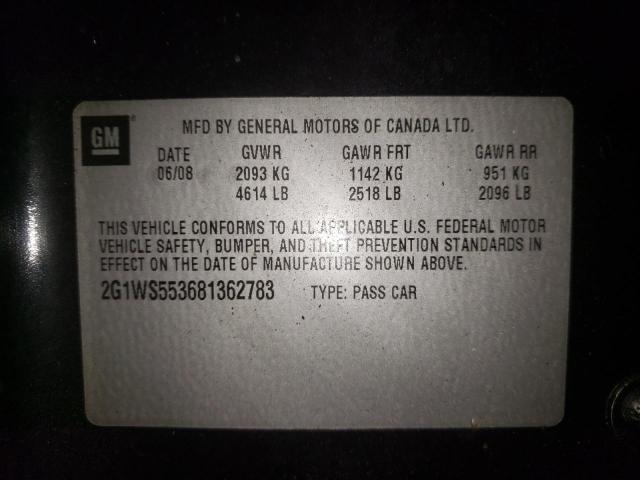 GM
MFD BY GENERAL MOTORS OF CANADA LTD.
DATE GVWR GAWR FRT GAWR RR
06/08 2093 KG 1142 KG 951 KG
4614 LB 2518 LB 2096 LB
THIS VEHICLE CONFORMS TO ALL APPLICABLE U.S. FEDERAL MOTOR
VEHICLE SAFETY, BUMPER, AND THEFT PREVENTION STANDARDS IN
EFFECT ON THE DATE OF MANUFACTURE SHOWN ABOVE.
2G1WS553681362783 TYPE: PASS CAR